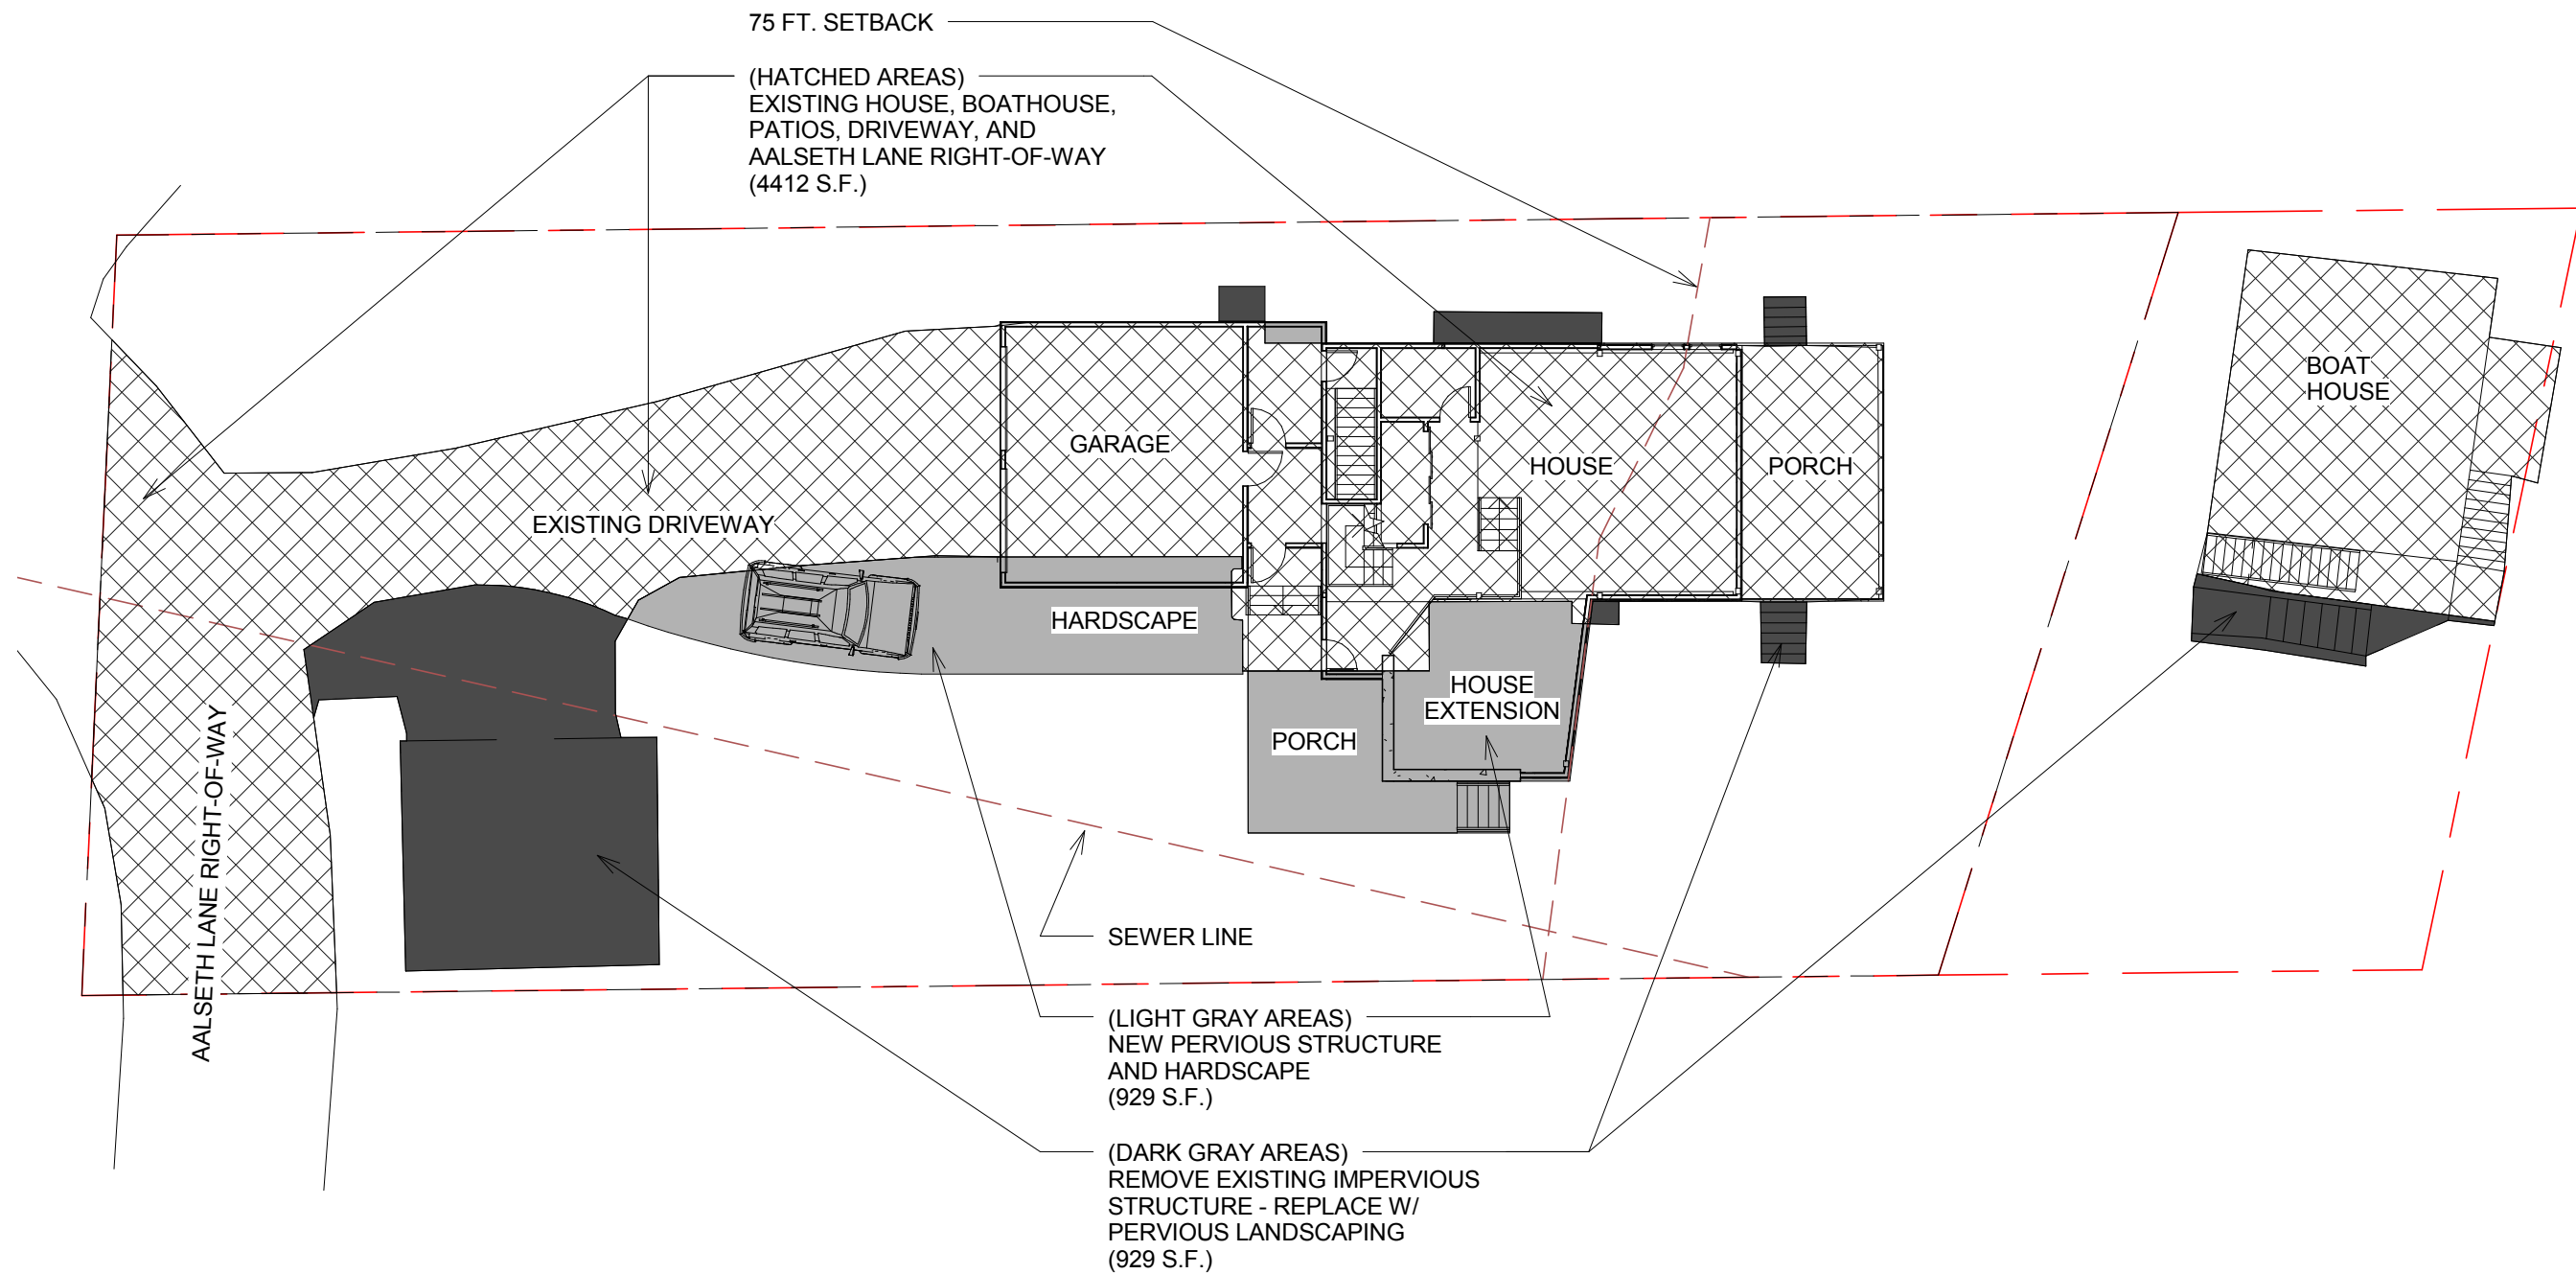 75 FT. SETBACK
(HATCHED AREAS)
EXISTING HOUSE, BOATHOUSE,
PATIOS, DRIVEWAY, AND
AALSETH LANE RIGHT-OF-WAY
(4412 S.F.)
BOAT
HOUSE
GARAGE
HOUSE
PORCH
EXISTING DRIVEWAY
HARDSCAPE
HOUSE
EXTENSION
PORCH
AALSETH LANE RIGHT-OF-WAY
SEWER LINE
(LIGHT GRAY AREAS)
NEW PERVIOUS STRUCTURE
AND HARDSCAPE
(929 S.F.)
(DARK GRAY AREAS)
REMOVE EXISTING IMPERVIOUS
STRUCTURE - REPLACE W/
PERVIOUS LANDSCAPING
(929 S.F.)